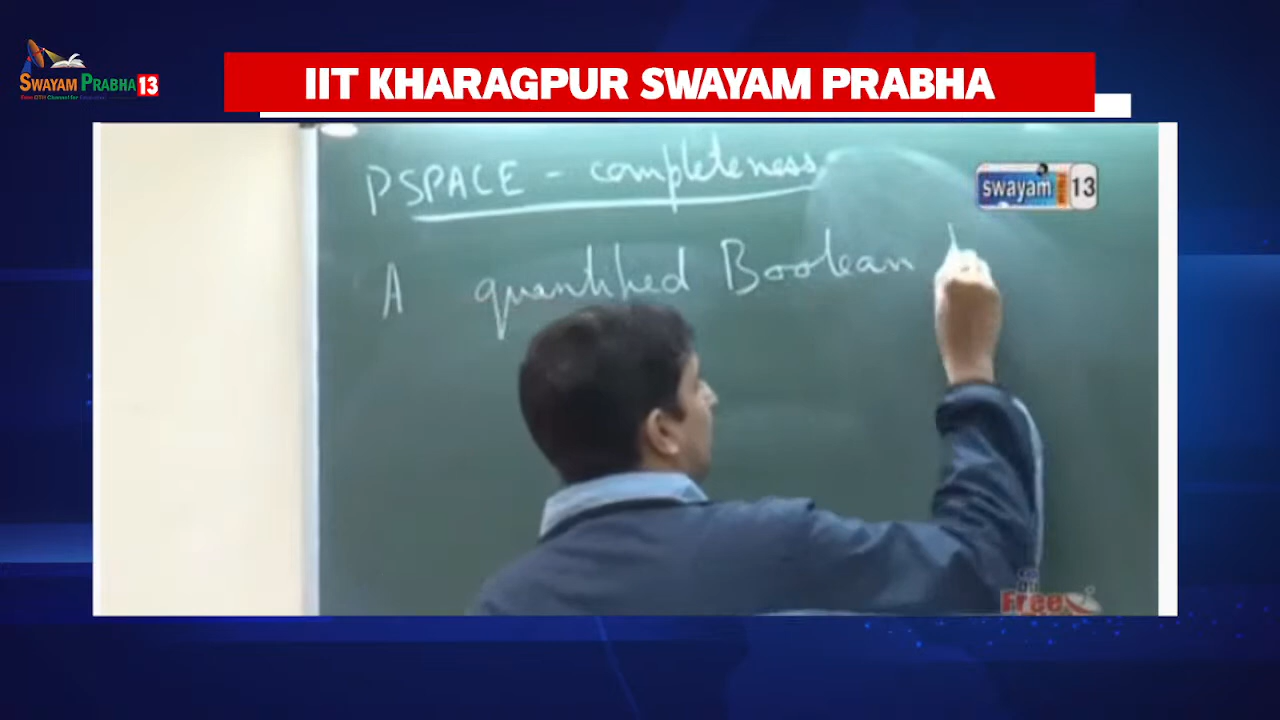 SWAYAM PRABHA 13
IIT KHARAGPUR SWAYAM PRABHA
PSPACE - completeness
swayam 13
A quantified Boolean
Free